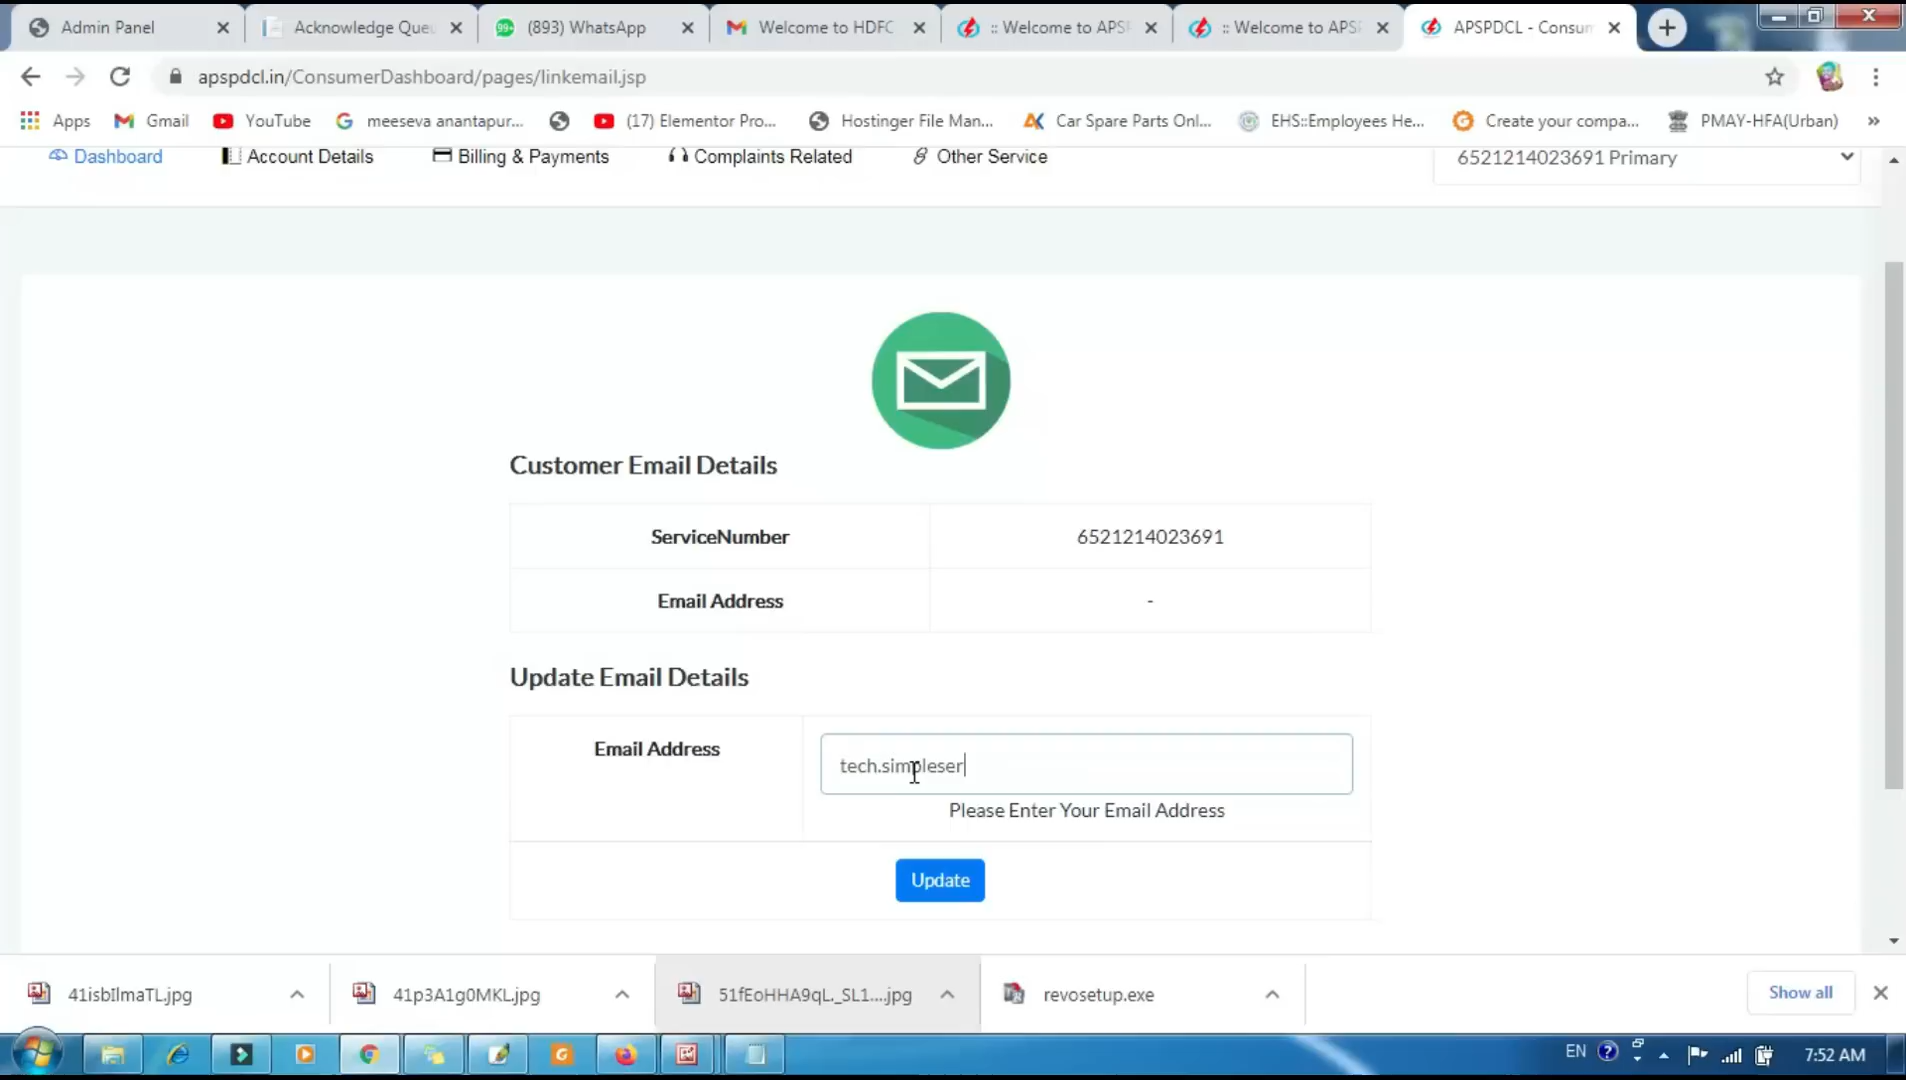 Admin Panel
Acknowledge Queu
(893) WhatsApp
Welcome to HDFC
:: Welcome to APSP
:: Welcome to APSP
APSPDCL - Consum
apspdcl.in/ConsumerDashboard/pages/linkemail.jsp
Apps
Gmail
YouTube
meeseva anantapur...
(17) Elementor Pro...
Hostinger File Man...
Car Spare Parts Onl...
EHS::Employees He...
Create your compa...
PMAY-HFA(Urban)
»
Dashboard
Account Details
Billing & Payments
Complaints Related
Other Service
6521214023691 Primary
Customer Email Details
ServiceNumber
6521214023691
Email Address
-
Update Email Details
Email Address
tech.simpleser
Please Enter Your Email Address
Update
41isbIlmaTL.jpg
41p3A1g0MKL.jpg
51fEoHHA9qL._SL1....jpg
revosetup.exe
Show all
EN
7:52 AM